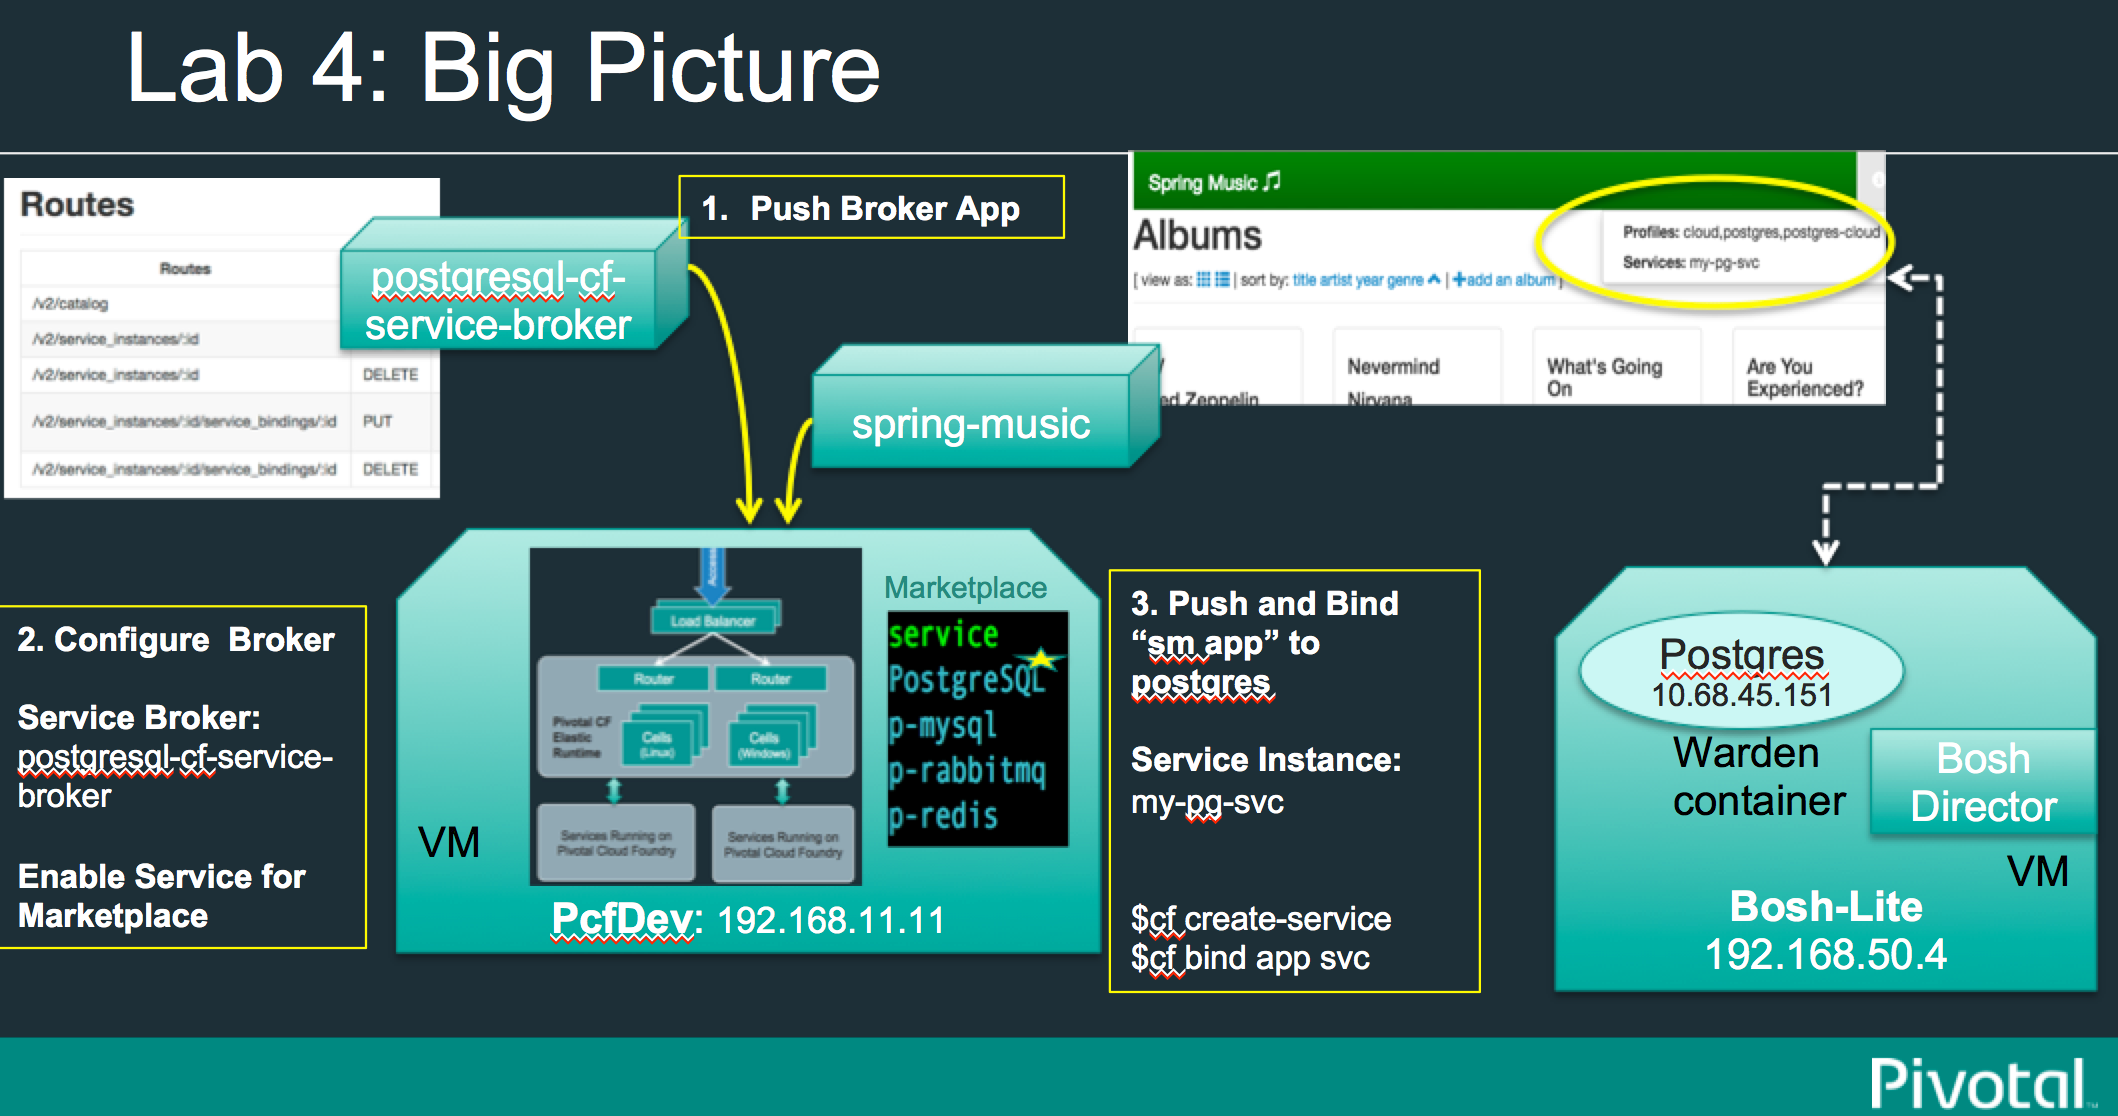 Lab 4: Big Picture
Routes
Routes
/v2/catalog
/v2/service_instances/:id
/v2/service_instances/:id
DELETE
/v2/service_instances/:id/service_bindings/:id
PUT
/v2/service_instances/:id/service_bindings/:id
DELETE
postgresql-cf-
service-broker
1. Push Broker App
spring-music
Spring Music
Albums
[ view as: | sort by: title artist year genre | +add an album ]
Profiles: cloud,postgres,postgres-cloud
Services: my-pg-svc
Zeppelin
Nevermind
Nirvana
What's Going
On
Are You
Experienced?
2. Configure Broker
Service Broker:
postgresql-cf-service-
broker
Enable Service for
Marketplace
Access
Load Balancer
Router
Router
Pivotal CF
Elastic
Runtime
Cells
(Linux)
Cells
(Windows)
Services Running on
Pivotal Cloud Foundry
Services Running on
Pivotal Cloud Foundry
VM
Marketplace
service
PostgreSQL
p-mysql
p-rabbitmq
p-redis
PcfDev: 192.168.11.11
3. Push and Bind
“sm app” to
postgres
Service Instance:
my-pg-svc
$cf create-service
$cf bind app svc
Postgres
10.68.45.151
Warden
container
Bosh
Director
VM
Bosh-Lite
192.168.50.4
Pivotal™